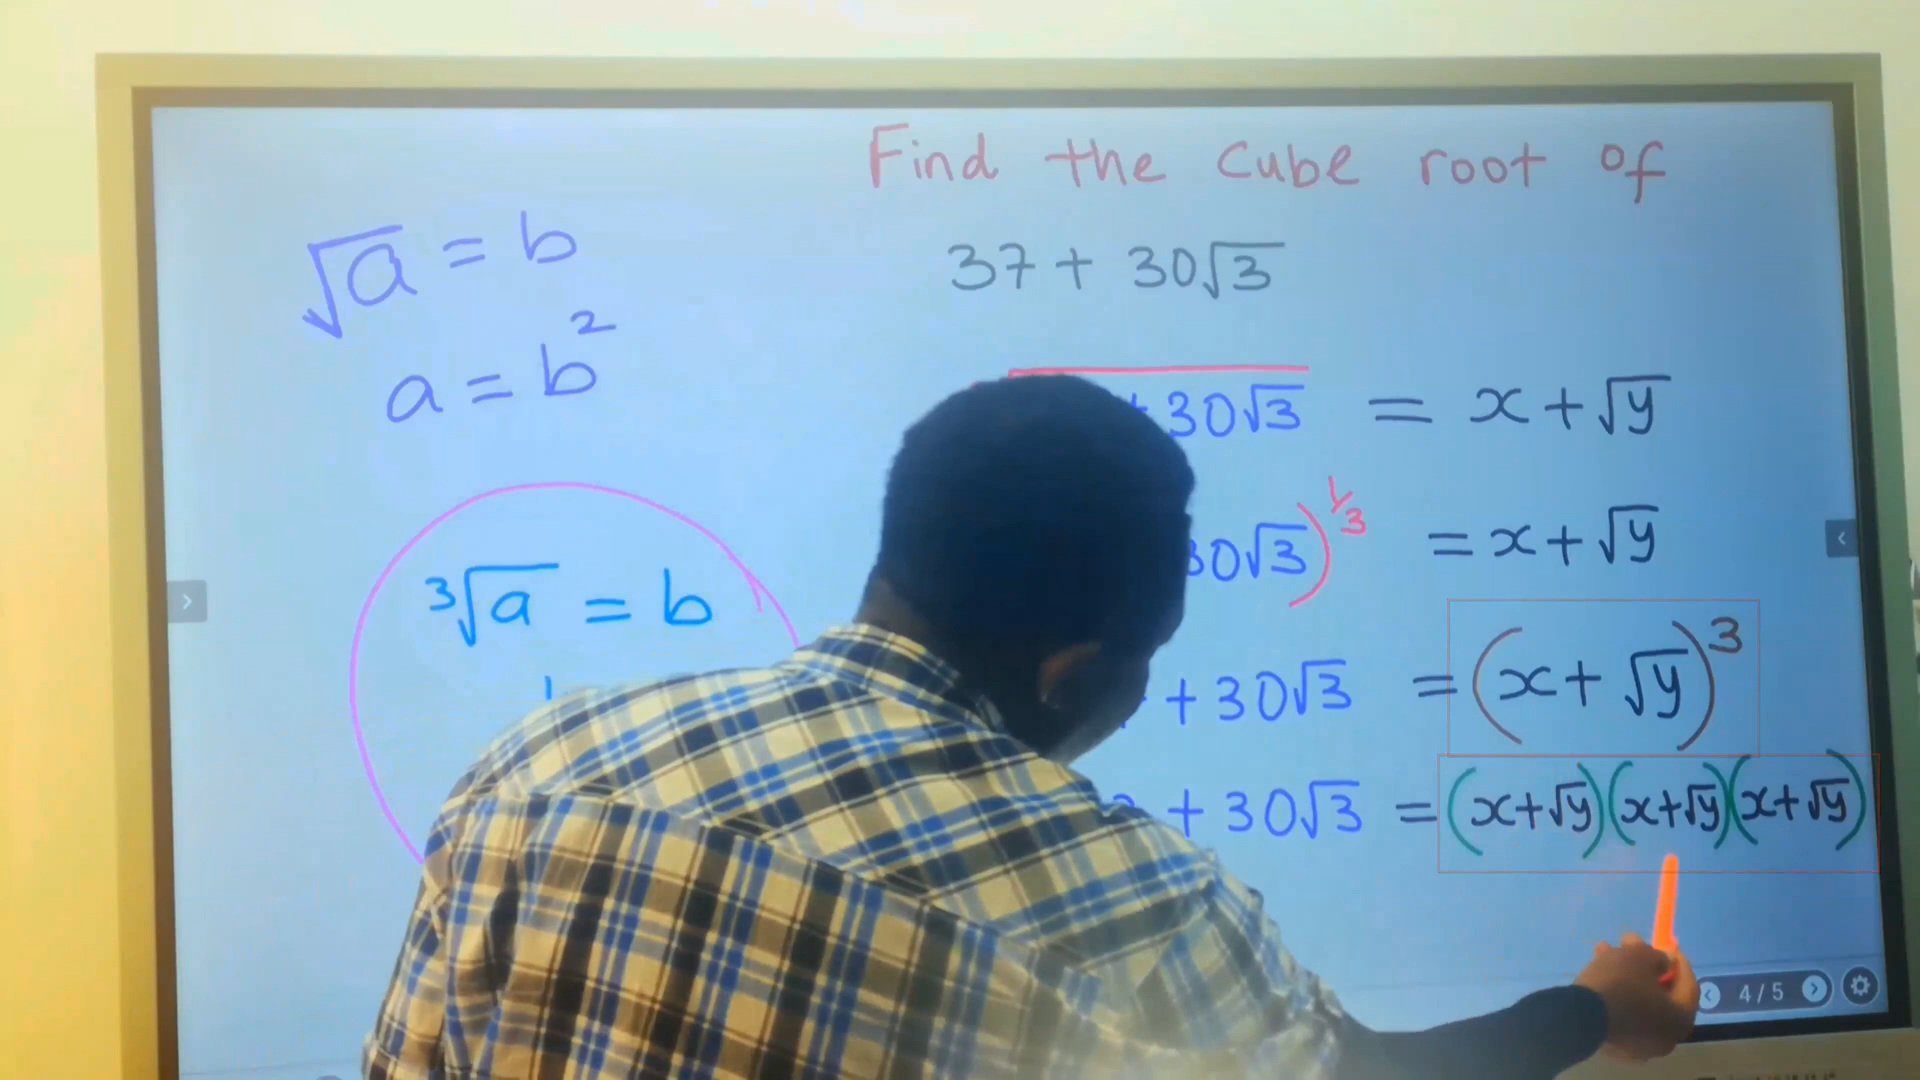 Find the cube root of
37 + 30√3
√a = b
a = b²
+ 30√3 = x + √y
30√3)^1/3 = x + √y
³√a = b
+ 30√3 = (x + √y)³
+ 30√3 = (x+√y)(x+√y)(x+√y)
4 / 5